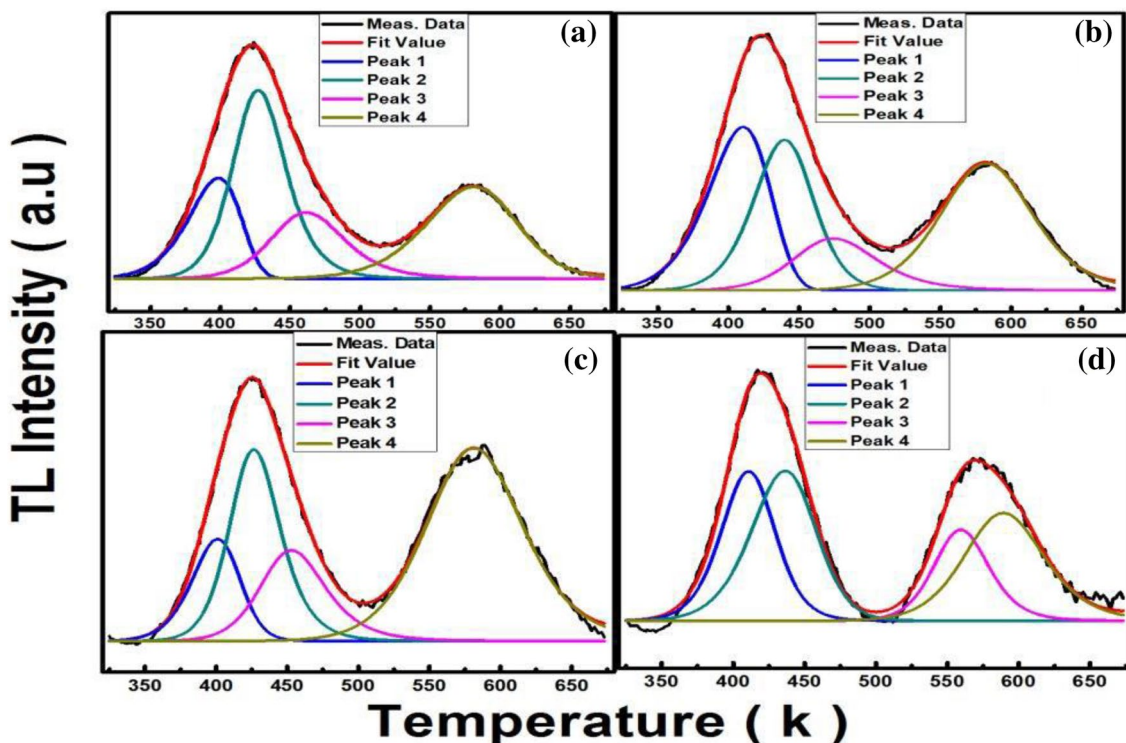 TL Intensity ( a.u )
(a)
Meas. Data
Fit Value
Peak 1
Peak 2
Peak 3
Peak 4
350 400 450 500 550 600 650
(b)
Meas. Data
Fit Value
Peak 1
Peak 2
Peak 3
Peak 4
350 400 450 500 550 600 650
(c)
Meas. Data
Fit Value
Peak 1
Peak 2
Peak 3
Peak 4
350 400 450 500 550 600 650
(d)
Meas. Data
Fit Value
Peak 1
Peak 2
Peak 3
Peak 4
350 400 450 500 550 600 650
Temperature ( k )